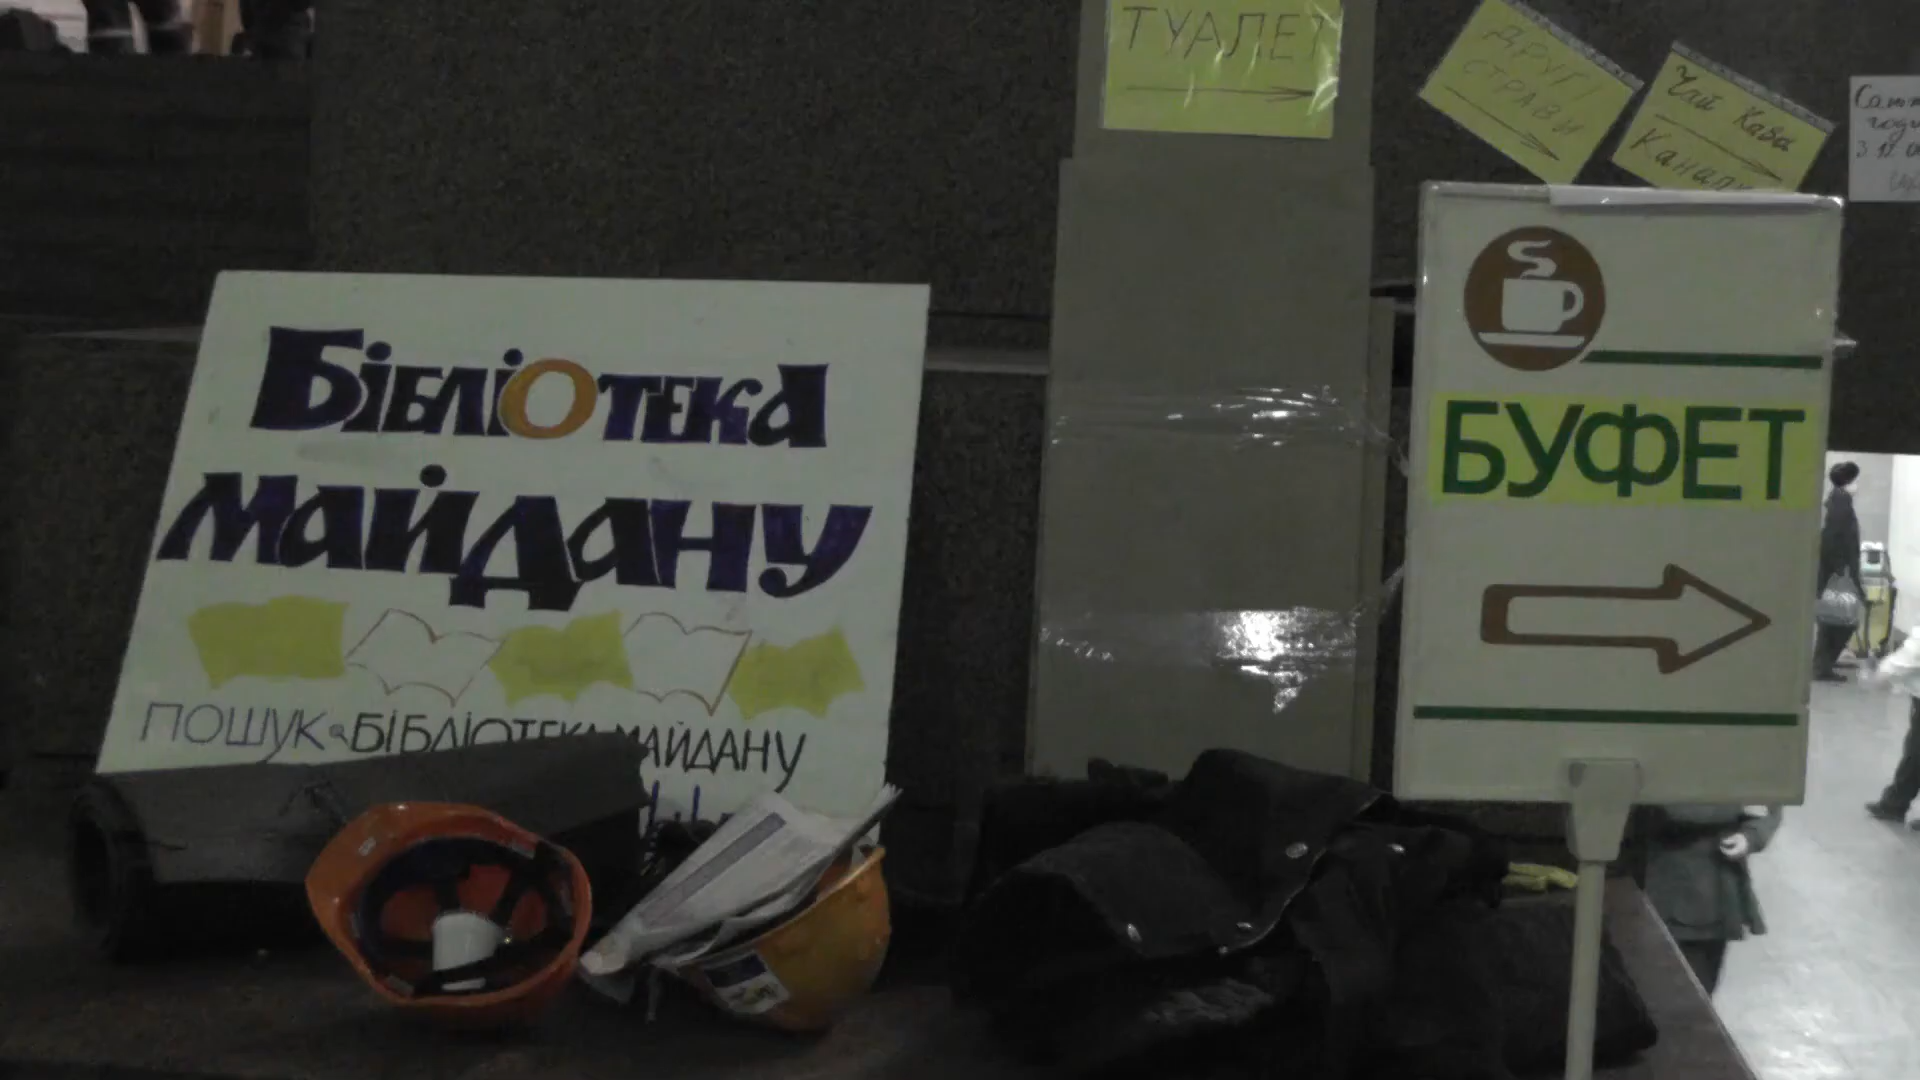 ТУАЛЕТ
ДРУГІ
СТРАВИ
Чай Кава
БІБЛІОТЕКА
МАЙДАНУ
ПОШУК БІБЛІОТЕКА МАЙДАНУ
БУФЕТ